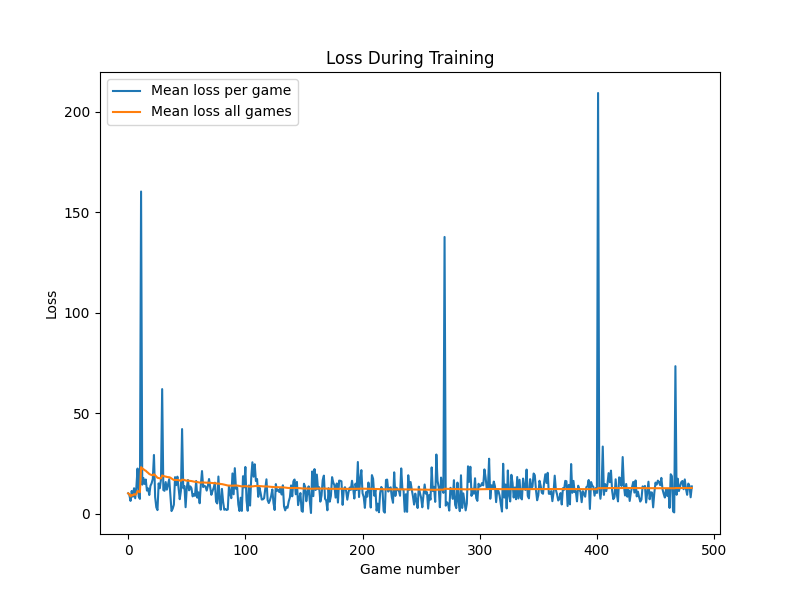 Loss During Training
Mean loss per game
Mean loss all games
200
150
100
50
0
Loss
0 100 200 300 400 500
Game number